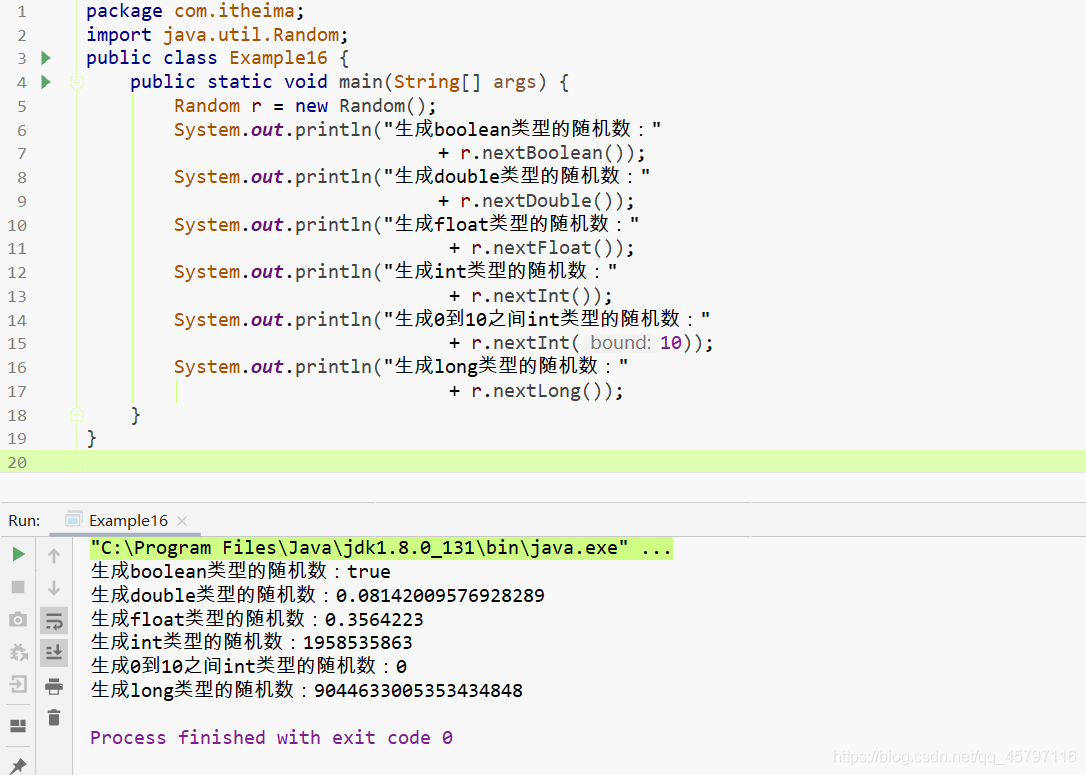 1 package com.itheima;
2 import java.util.Random;
3 public class Example16 {
4 public static void main(String[] args) {
5 Random r = new Random();
6 System.out.println("生成boolean类型的随机数："
7 + r.nextBoolean());
8 System.out.println("生成double类型的随机数："
9 + r.nextDouble());
10 System.out.println("生成float类型的随机数："
11 + r.nextFloat());
12 System.out.println("生成int类型的随机数："
13 + r.nextInt());
14 System.out.println("生成0到10之间int类型的随机数："
15 + r.nextInt( bound: 10));
16 System.out.println("生成long类型的随机数："
17 + r.nextLong());
18 }
19 }
20
Run: Example16 ×
"C:\Program Files\Java\jdk1.8.0_131\bin\java.exe" ...
生成boolean类型的随机数：true
生成double类型的随机数：0.08142009576928289
生成float类型的随机数：0.3564223
生成int类型的随机数：1958535863
生成0到10之间int类型的随机数：0
生成long类型的随机数：9044633005353434848
Process finished with exit code 0
https://blog.csdn.net/qq_45797116